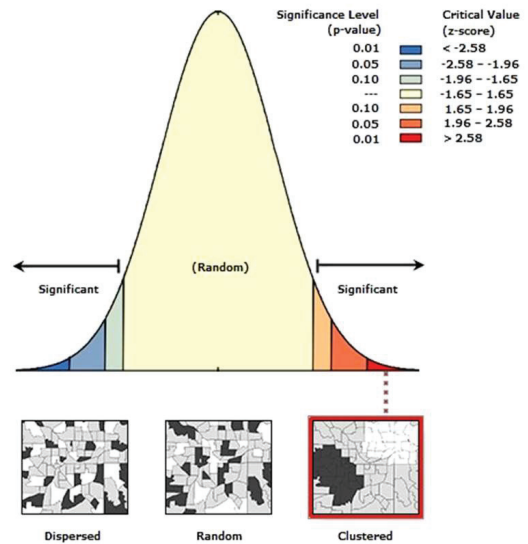 Significance Level Critical Value
(p-value) (z-score)
0.01 < -2.58
0.05 -2.58 – -1.96
0.10 -1.96 – -1.65
--- -1.65 – 1.65
0.10 1.65 – 1.96
0.05 1.96 – 2.58
0.01 > 2.58
(Random)
Significant Significant
Dispersed Random Clustered